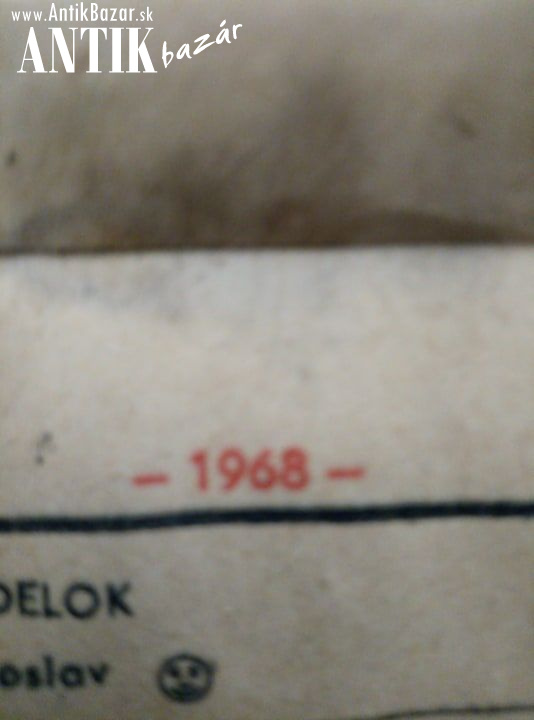 www.AntikBazar.sk
ANTIK bazár
– 1968 –
DELOK
oslav